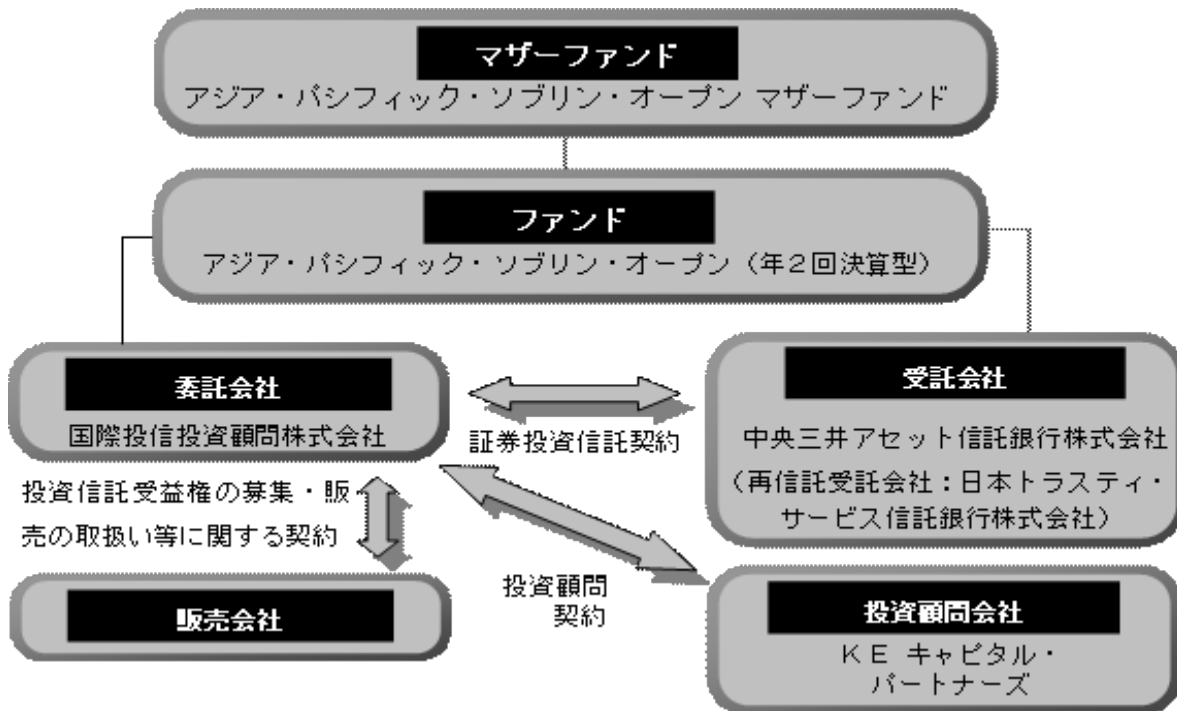 マザーファンド
アジア・パシフィック・ソブリン・オープン マザーファンド
ファンド
アジア・パシフィック・ソブリン・オープン（年２回決算型）
委託会社
国際投信投資顧問株式会社
証券投資信託契約
受託会社
中央三井アセット信託銀行株式会社
（再信託受託会社：日本トラスティ・
サービス信託銀行株式会社）
投資信託受益権の募集・販
売の取扱い等に関する契約
投資顧問
契約
販売会社
投資顧問会社
ＫＥ キャピタル・
パートナーズ